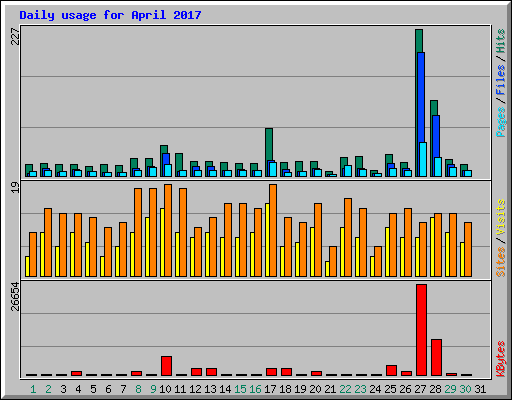 Daily usage for April 2017
227
Pages / Files / Hits
19
Sites / Visits
26654
KBytes
1 2 3 4 5 6 7 8 9 10 11 12 13 14 15 16 17 18 19 20 21 22 23 24 25 26 27 28 29 30 31